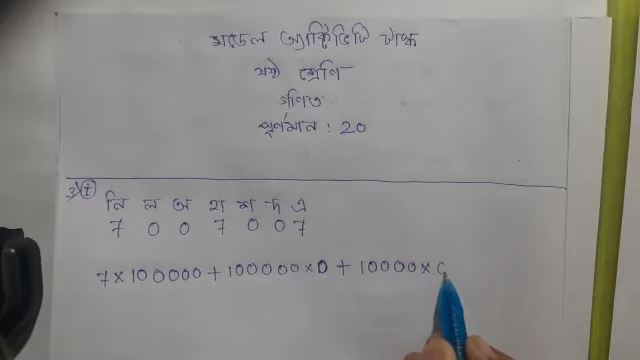 মডেল অ্যাক্টিভিটি টাস্ক
ষষ্ঠ শ্রেণি
গণিত
পূর্ণমান : 20
নি ল অ হা শ দ এ
7 0 0 7 0 0 7
7 × 100000 + 100000 × 0 + 10000 × 0